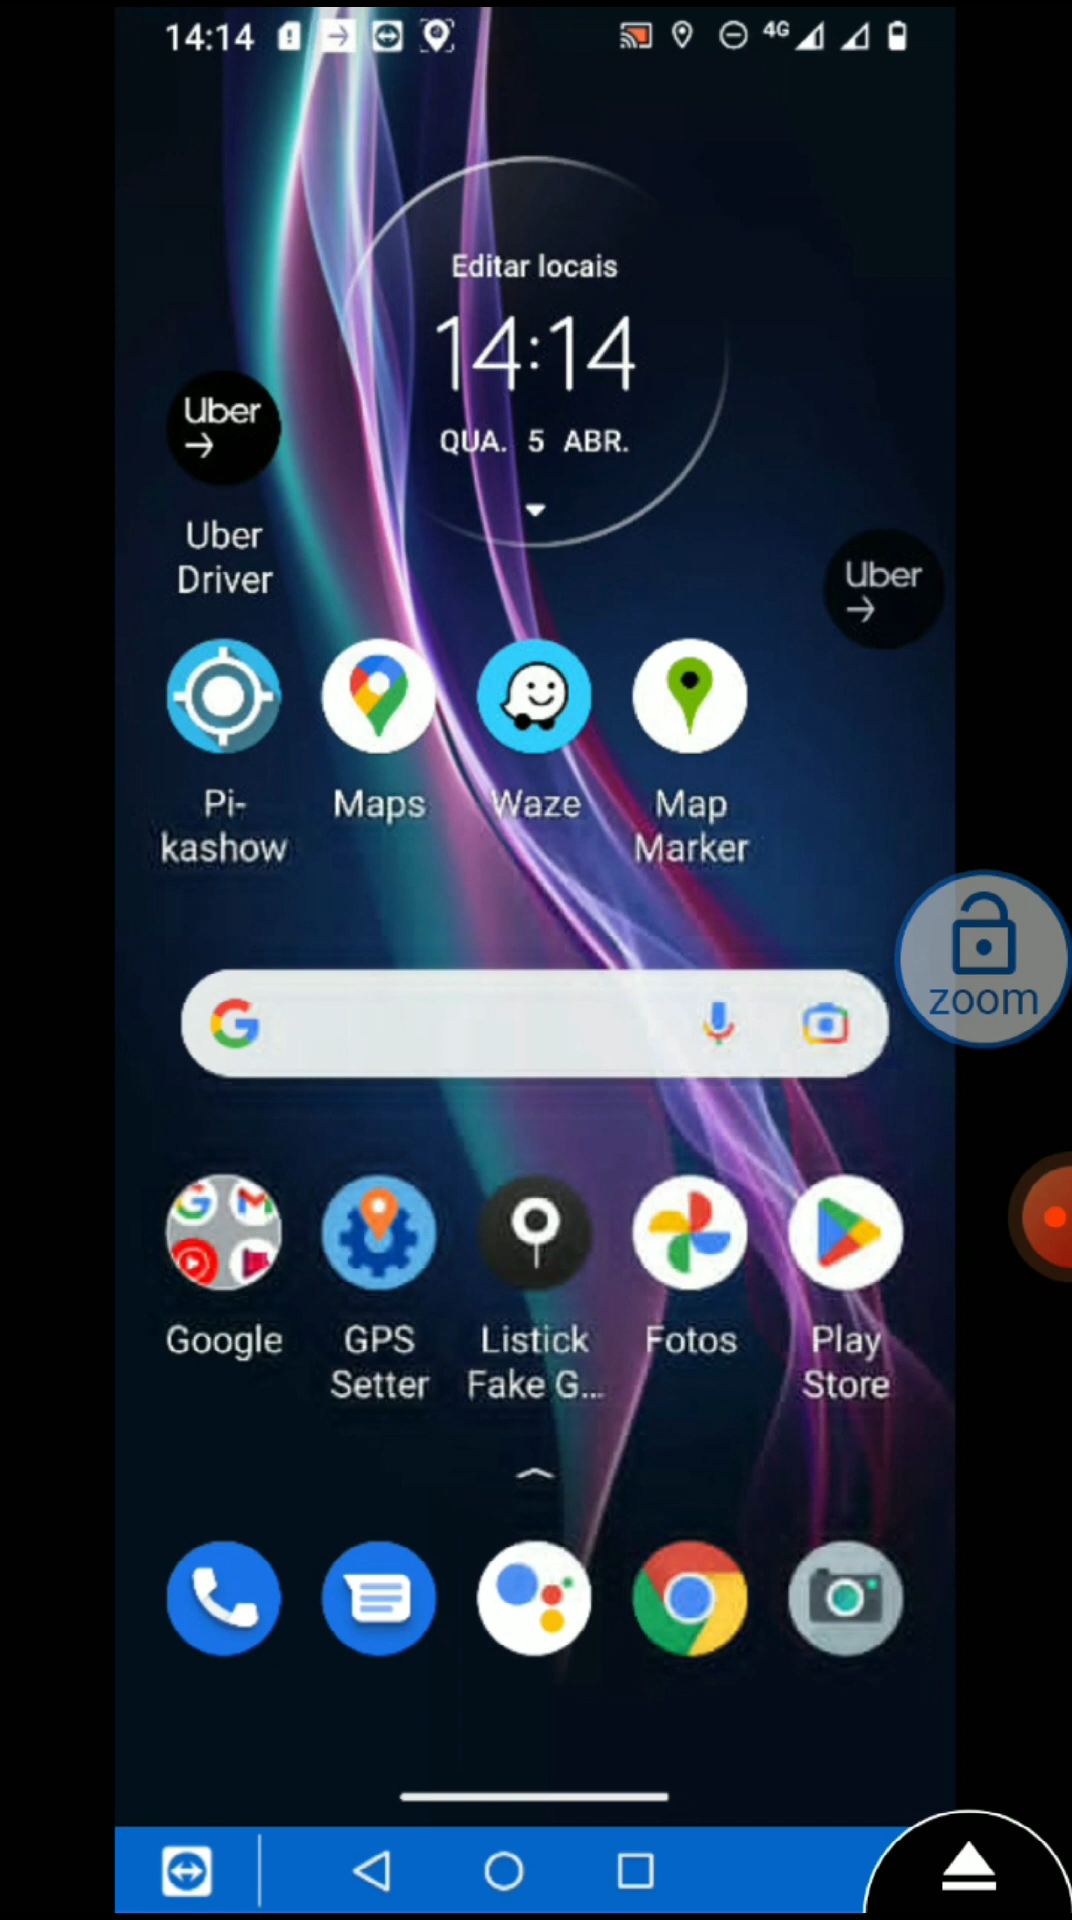 14:14
4G
Editar locais
14:14
QUA. 5 ABR.
Uber
Uber
Driver
Uber
Pi-
kashow
Maps
Waze
Map
Marker
zoom
Google
GPS
Setter
Listick
Fake G...
Fotos
Play
Store